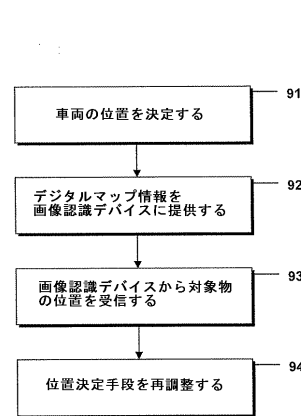 車両の位置を決定する
91
デジタルマップ情報を
画像認識デバイスに提供する
92
画像認識デバイスから対象物
の位置を受信する
93
位置決定手段を再調整する
94